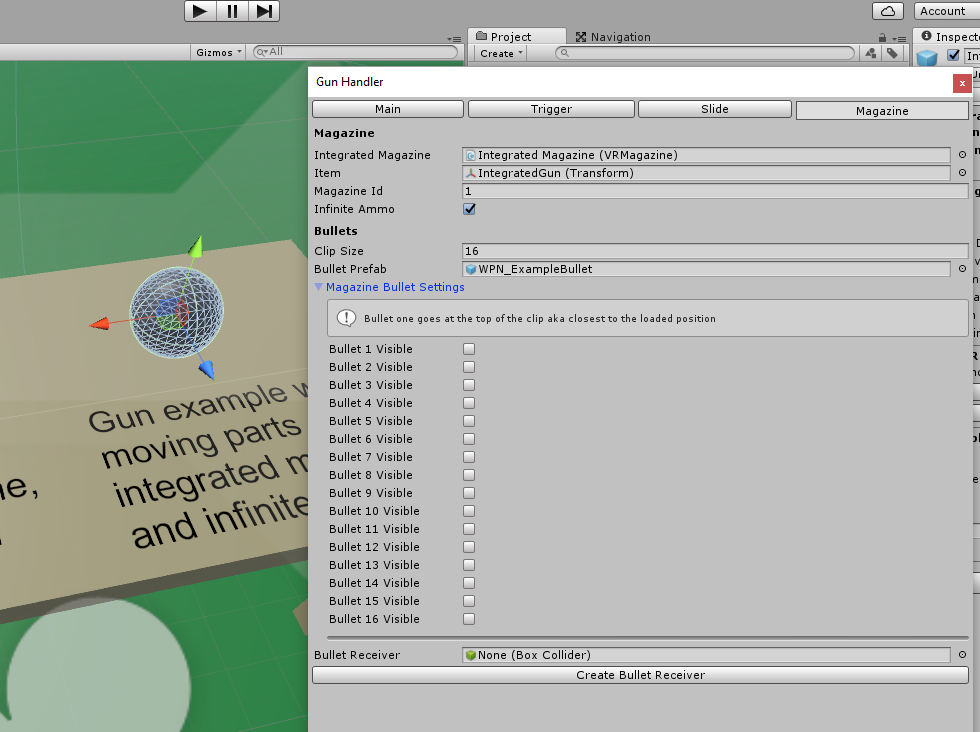 Account
Gizmos
All
Project
Navigation
Create
Inspect
Gun Handler
x
Main
Trigger
Slide
Magazine
Magazine
Integrated Magazine
Integrated Magazine (VRMagazine)
Item
IntegratedGun (Transform)
Magazine Id
1
Infinite Ammo
Bullets
Clip Size
16
Bullet Prefab
WPN_ExampleBullet
Magazine Bullet Settings
Bullet one goes at the top of the clip aka closest to the loaded position
Bullet 1 Visible
Bullet 2 Visible
Bullet 3 Visible
Bullet 4 Visible
Bullet 5 Visible
Bullet 6 Visible
Bullet 7 Visible
Bullet 8 Visible
Bullet 9 Visible
Bullet 10 Visible
Bullet 11 Visible
Bullet 12 Visible
Bullet 13 Visible
Bullet 14 Visible
Bullet 15 Visible
Bullet 16 Visible
Bullet Receiver
None (Box Collider)
Create Bullet Receiver
Gun example w
moving parts
integrated m
and infinite
ne,